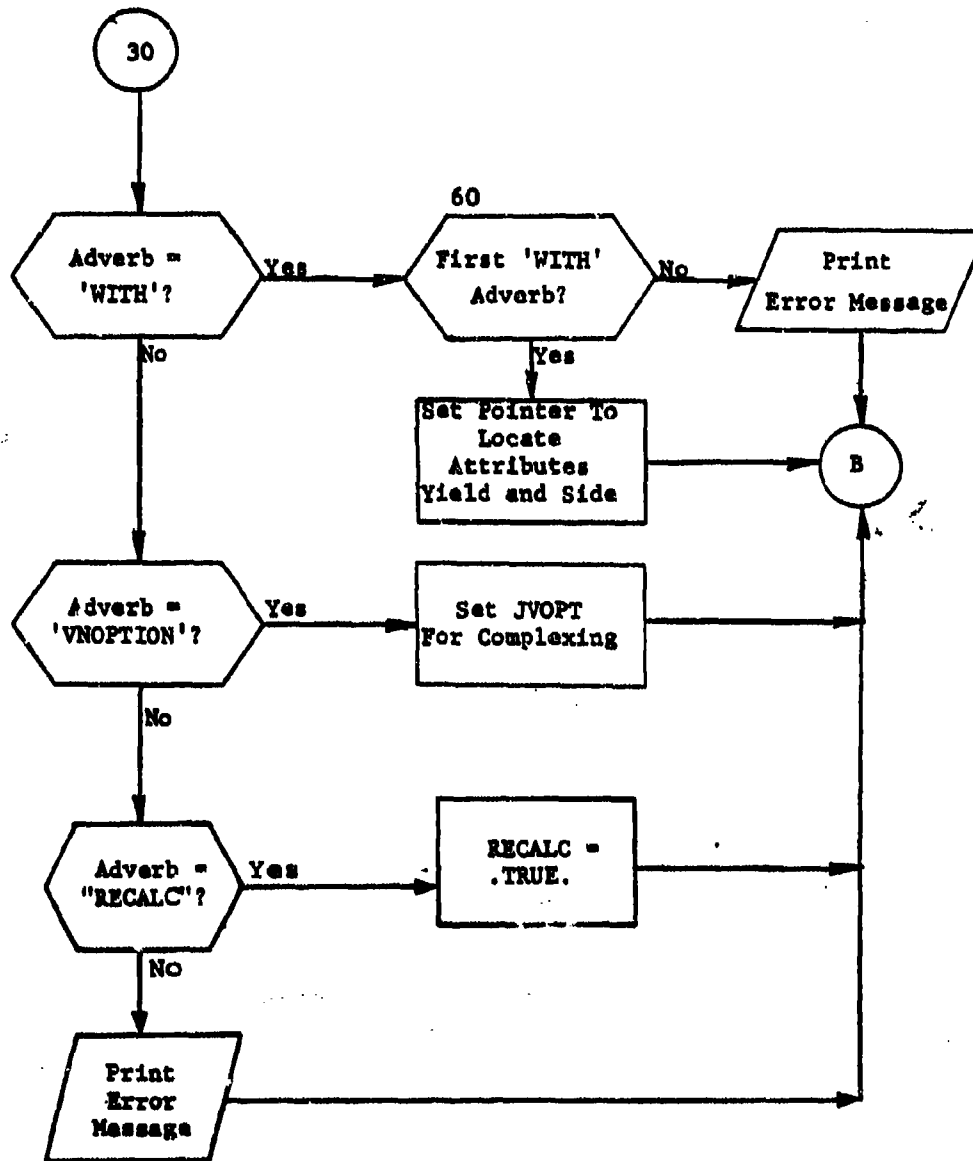 30
60
Adverb =
'WITH'?
Yes
First 'WITH'
Adverb?
No
Print
Error Message
No
Yes
Set Pointer To
Locate
Attributes
Yield and Side
B
Adverb =
'VNOPTION'?
Yes
Set JVOPT
For Complexing
No
Adverb =
"RECALC"?
Yes
RECALC =
.TRUE.
No
Print
Error
Message